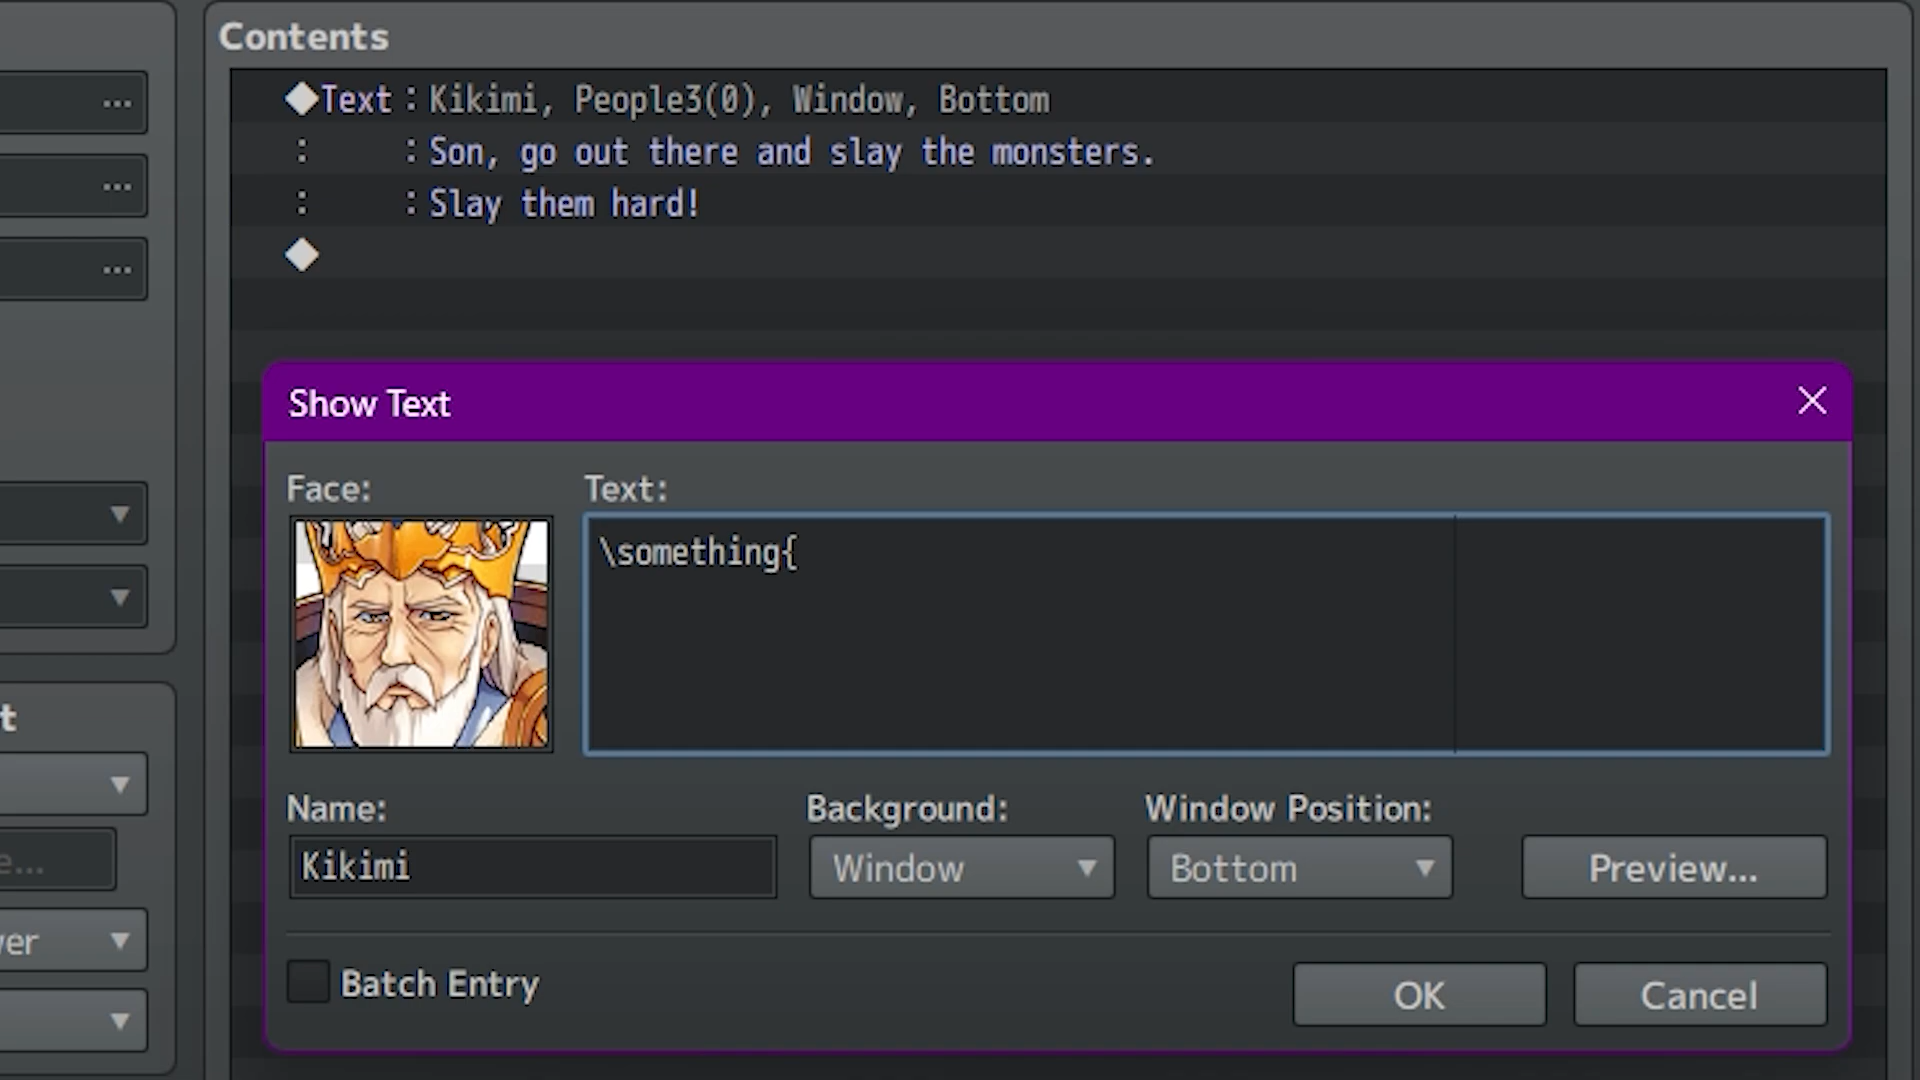 Contents
◆Text : Kikimi, People3(0), Window, Bottom
: : Son, go out there and slay the monsters.
: : Slay them hard!
◆
...
...
...
Show Text
Face:
Text:
\something{
t
Name:
Background:
Window Position:
Kikimi
Window
Bottom
Preview...
e...
ver
Batch Entry
OK
Cancel